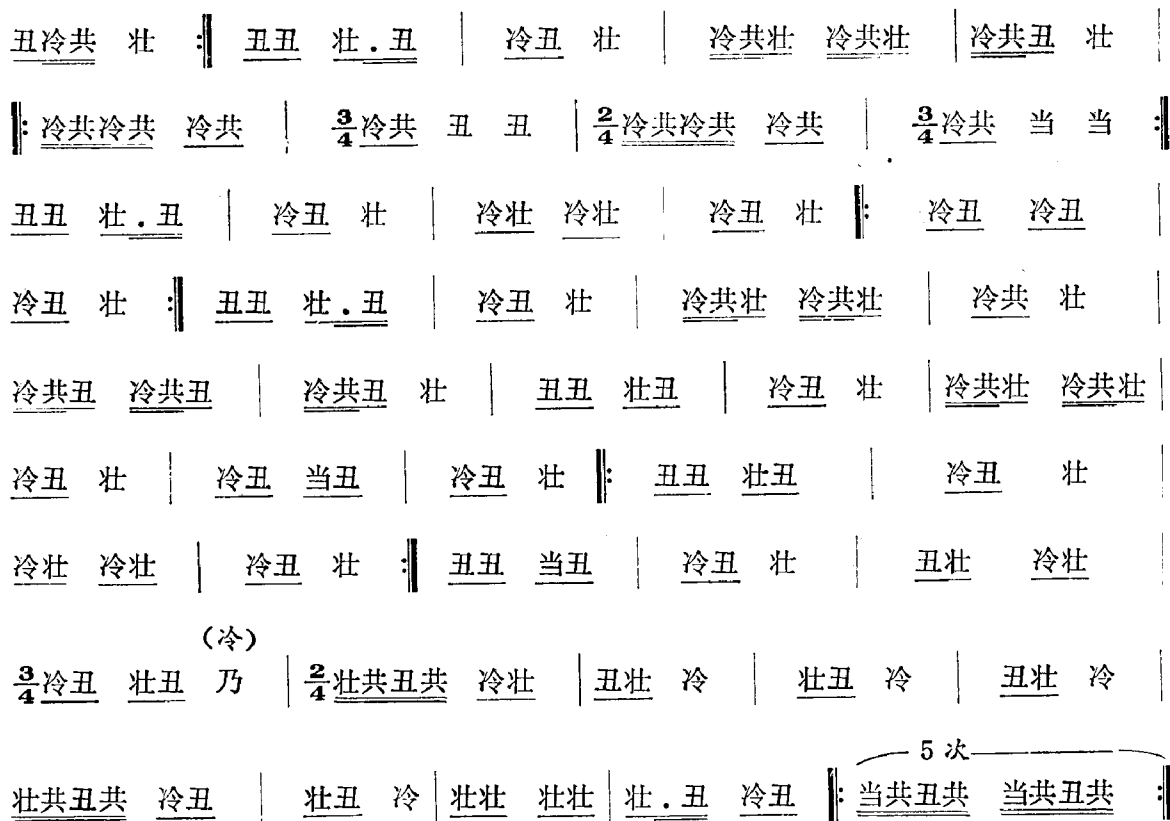 丑冷共 壮 :‖ 丑丑 壮.丑 | 冷丑 壮 | 冷共壮 冷共壮 | 冷共丑 壮 |
‖: 冷共冷共 冷共 | 3/4 冷共 丑 丑 | 2/4 冷共冷共 冷共 | 3/4 冷共 当 当 :‖
丑丑 壮.丑 | 冷丑 壮 | 冷壮 冷壮 | 冷丑 壮 ‖: 冷丑 冷丑 |
冷丑 壮 :‖ 丑丑 壮.丑 | 冷丑 壮 | 冷共壮 冷共壮 | 冷共 壮 |
冷共丑 冷共丑 | 冷共丑 壮 | 丑丑 壮丑 | 冷丑 壮 | 冷共壮 冷共壮 |
冷丑 壮 | 冷丑 当丑 | 冷丑 壮 ‖: 丑丑 壮丑 | 冷丑 壮 |
冷壮 冷壮 | 冷丑 壮 :‖ 丑丑 当丑 | 冷丑 壮 | 丑壮 冷壮 |
(冷)
3/4 冷丑 壮丑 乃 | 2/4 壮共丑共 冷壮 | 丑壮 冷 | 壮丑 冷 | 丑壮 冷 |
5 次
壮共丑共 冷丑 | 壮丑 冷 | 壮壮 壮壮 | 壮.丑 冷丑 ‖: 当共丑共 当共丑共 :‖